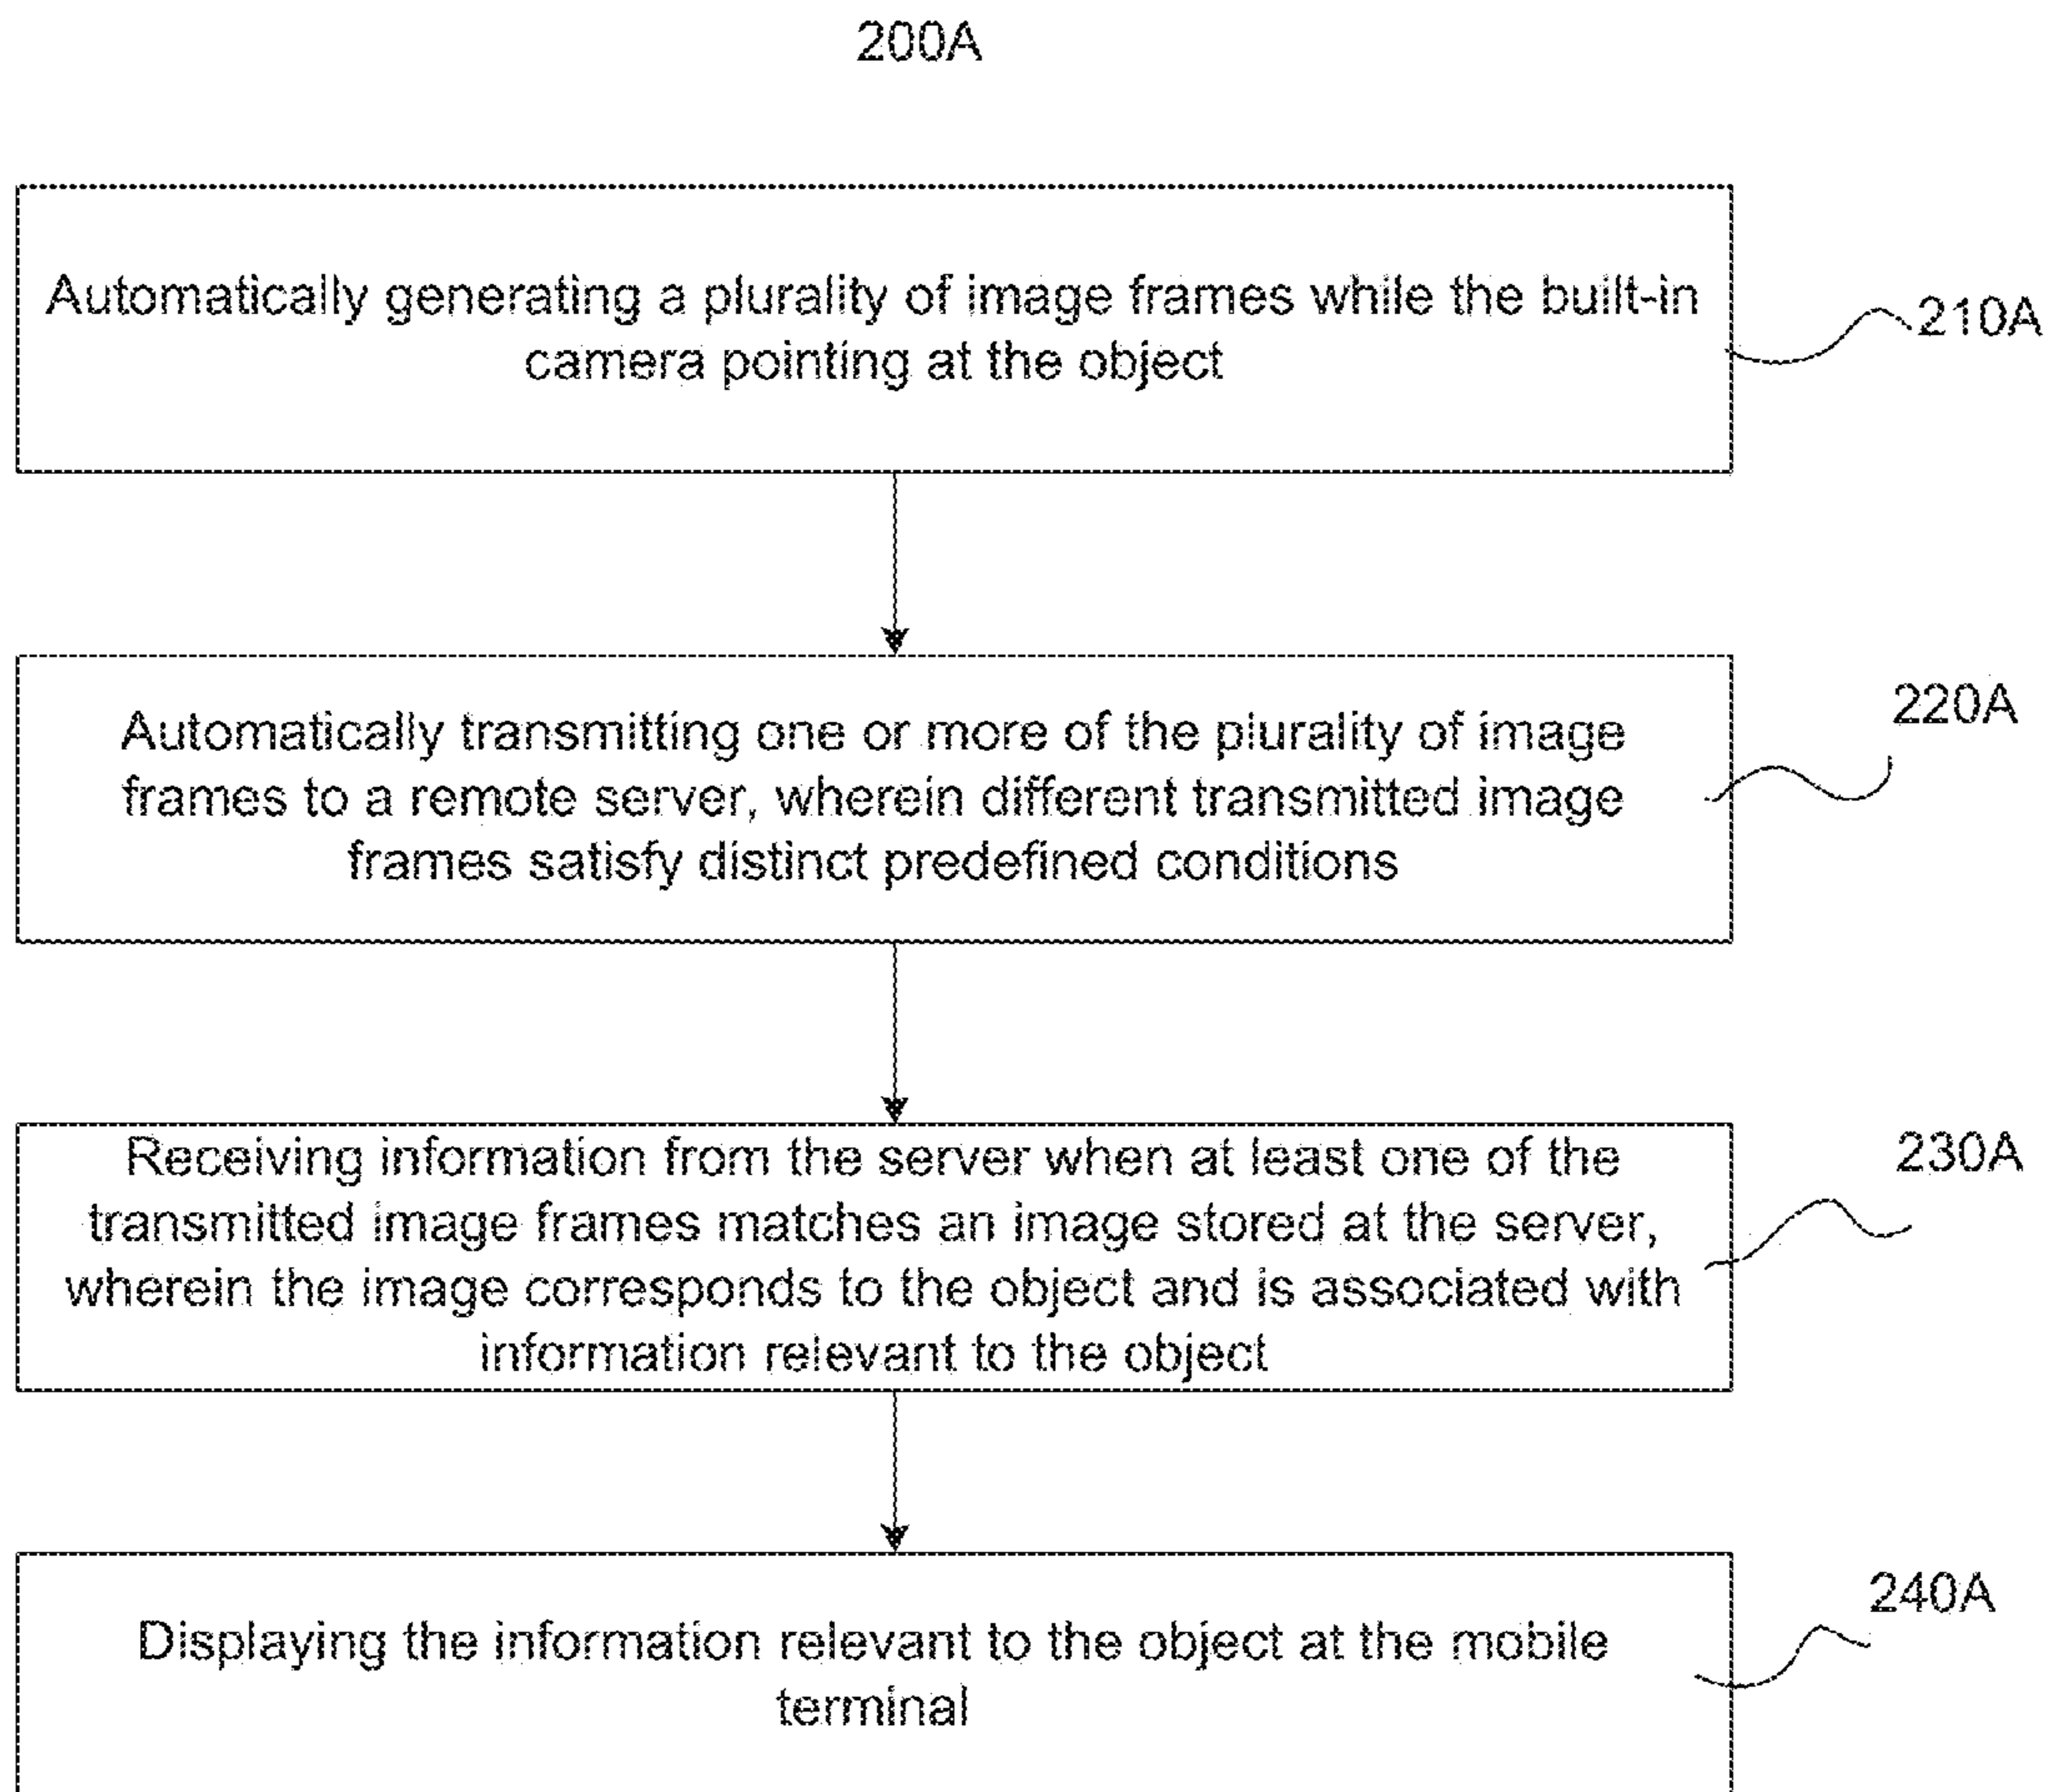 200A
Automatically generating a plurality of image frames while the built-in
camera pointing at the object
210A
Automatically transmitting one or more of the plurality of image
frames to a remote server, wherein different transmitted image
frames satisfy distinct predefined conditions
220A
Receiving information from the server when at least one of the
transmitted image frames matches an image stored at the server,
wherein the image corresponds to the object and is associated with
information relevant to the object
230A
Displaying the information relevant to the object at the mobile
terminal
240A